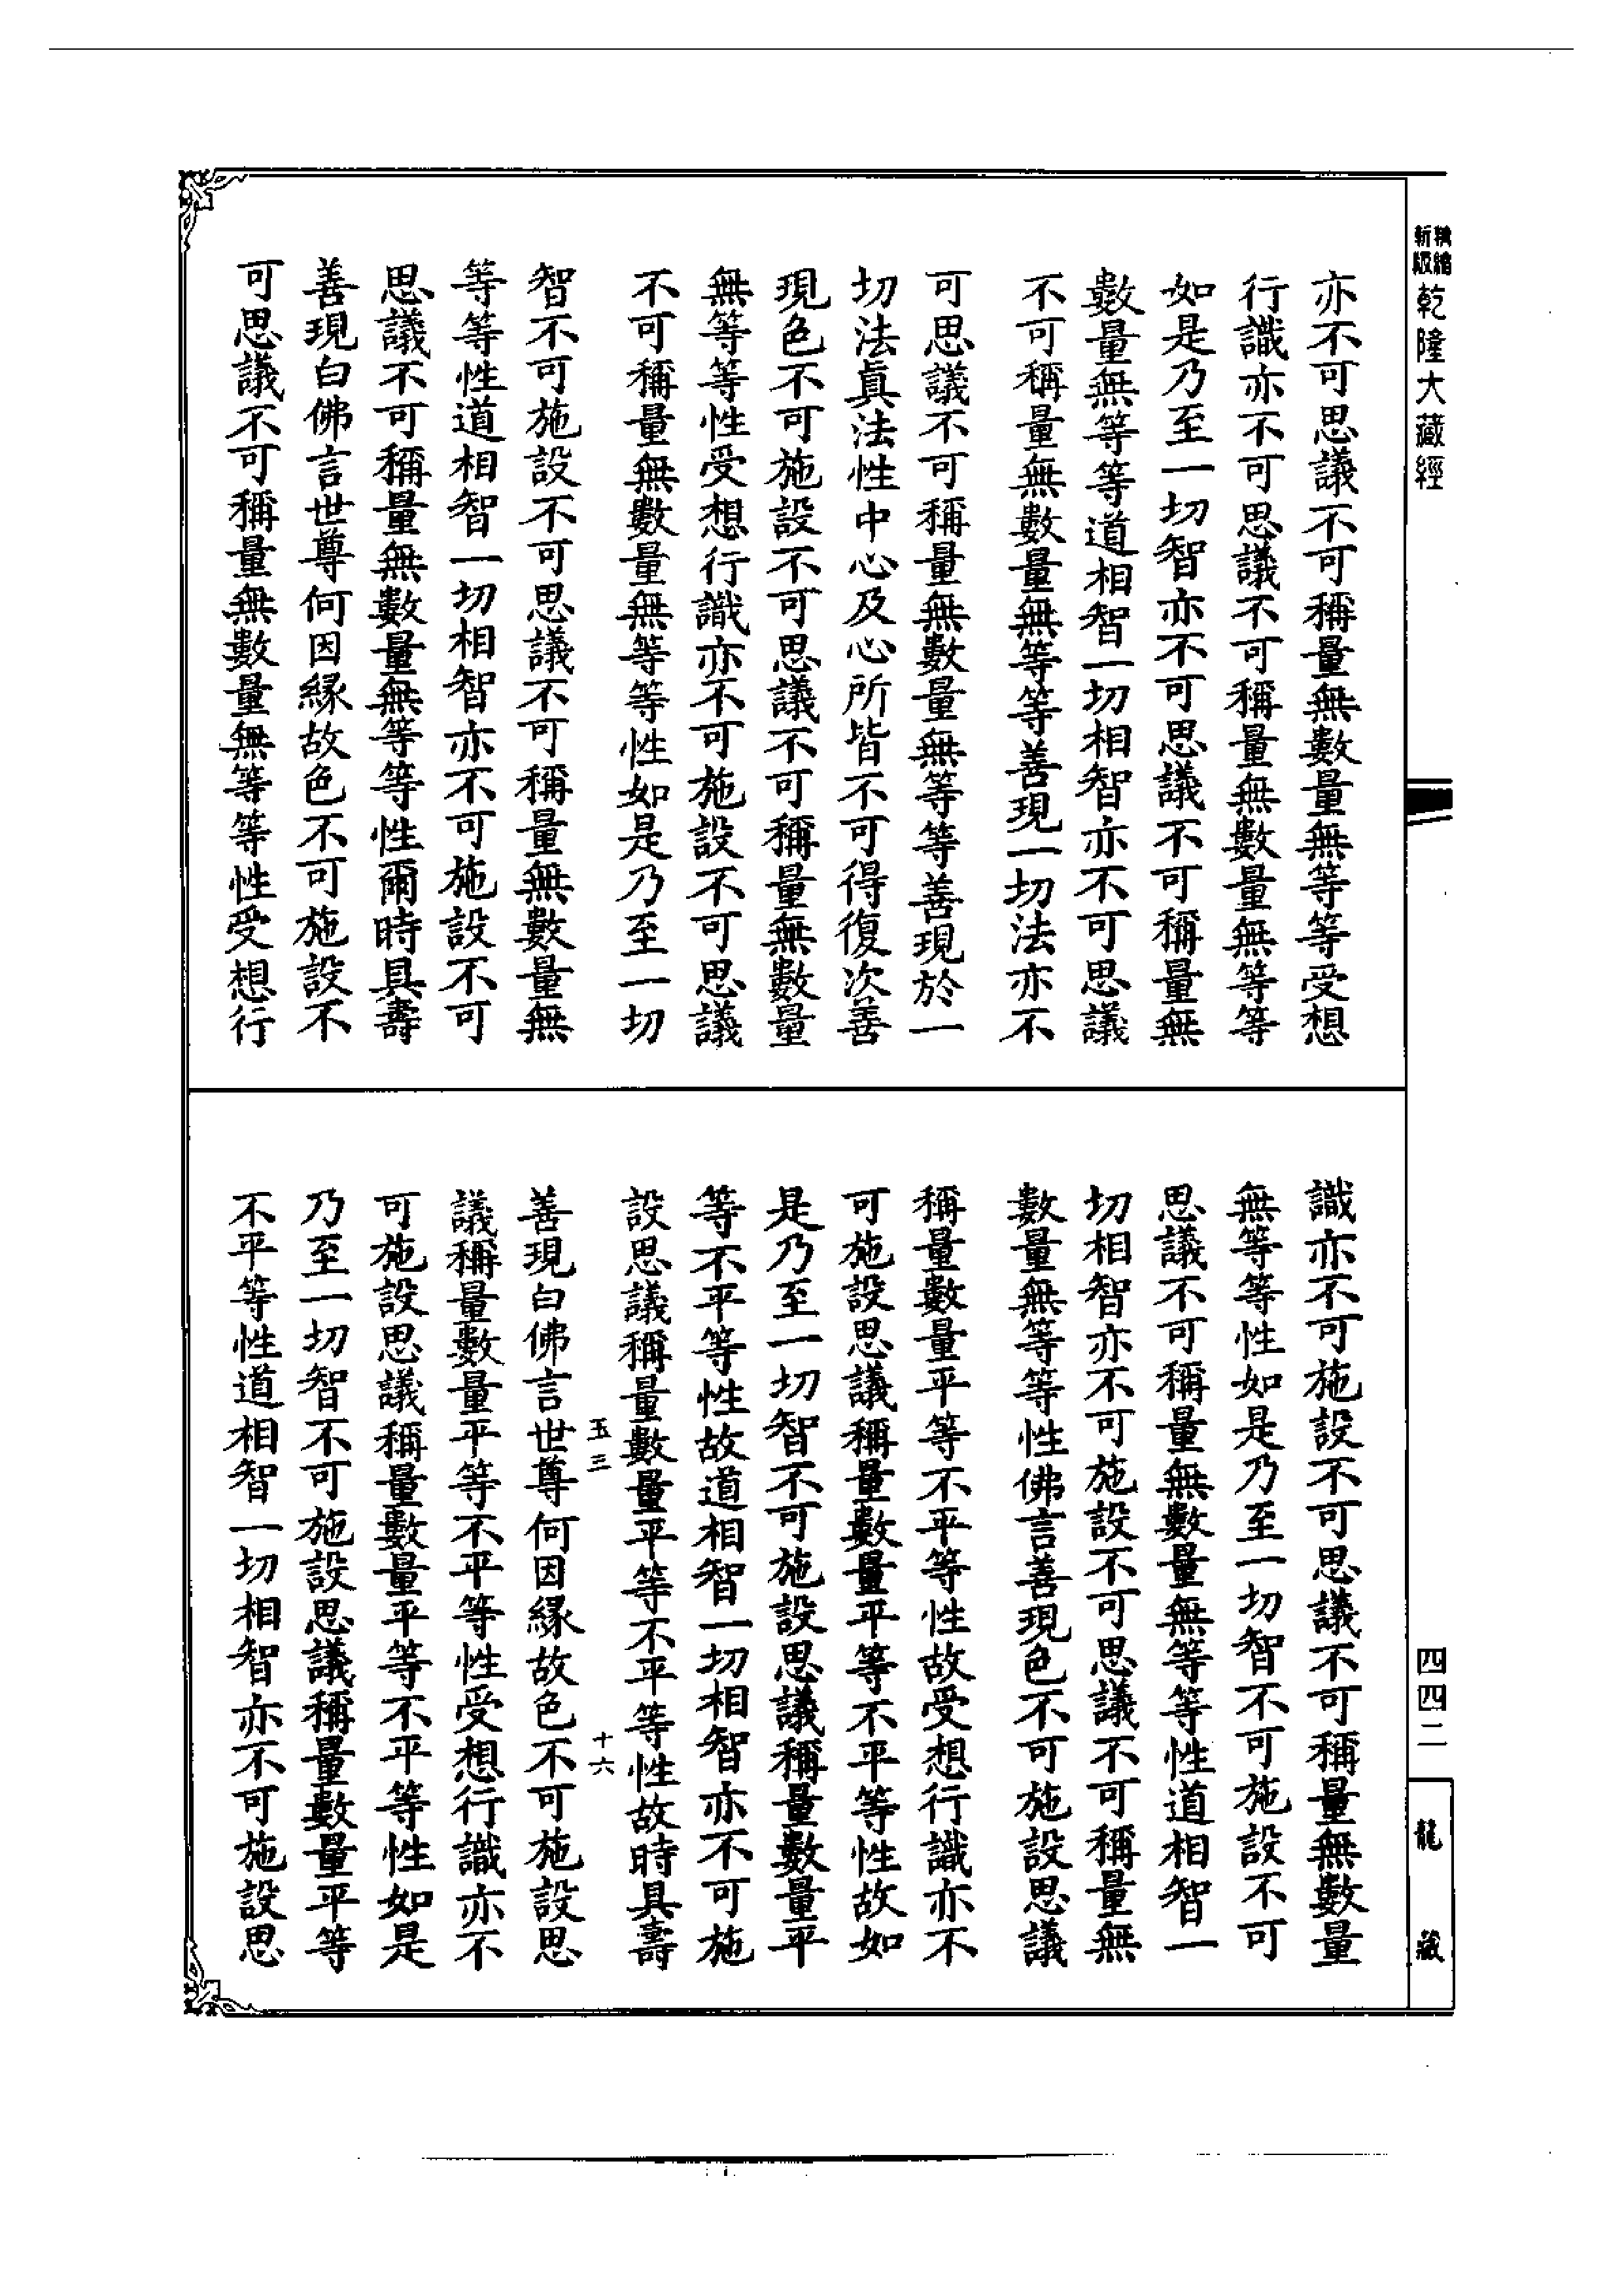 精縮
新版
乾隆大藏經
亦不可思議不可稱量無數量無等等受想
行識亦不可思議不可稱量無數量無等等
如是乃至一切智亦不可思議不可稱量無
數量無等等道相智一切相智亦不可思議
不可稱量無數量無等等善現一切法亦不
可思議不可稱量無數量無等等善現於一
切法眞法性中心及心所皆不可得復次善
現色不可施設不可思議不可稱量無數量
無等等性受想行識亦不可施設不可思議
不可稱量無數量無等等性如是乃至一切
智不可施設不可思議不可稱量無數量無
等等性道相智一切相智亦不可施設不可
思議不可稱量無數量無等等性爾時具壽
善現白佛言世尊何因緣故色不可施設不
可思議不可稱量無數量無等等性受想行
識亦不可施設不可思議不可稱量無數量
無等等性如是乃至一切智不可施設不可
思議不可稱量無數量無等等性道相智一
切相智亦不可施設不可思議不可稱量無
數量無等等性佛言善現色不可施設思議
稱量數量平等不平等性故受想行識亦不
可施設思議稱量數量平等不平等性故如
是乃至一切智不可施設思議稱量數量平
等不平等性故道相智一切相智亦不可施
設思議稱量數量平等不平等性故時具壽
玉三
十六
善現白佛言世尊何因緣故色不可施設思
議稱量數量平等不平等性受想行識亦不
可施設思議稱量數量平等不平等性如是
乃至一切智不可施設思議稱量數量平等
不平等性道相智一切相智亦不可施設思
四四二
龍藏